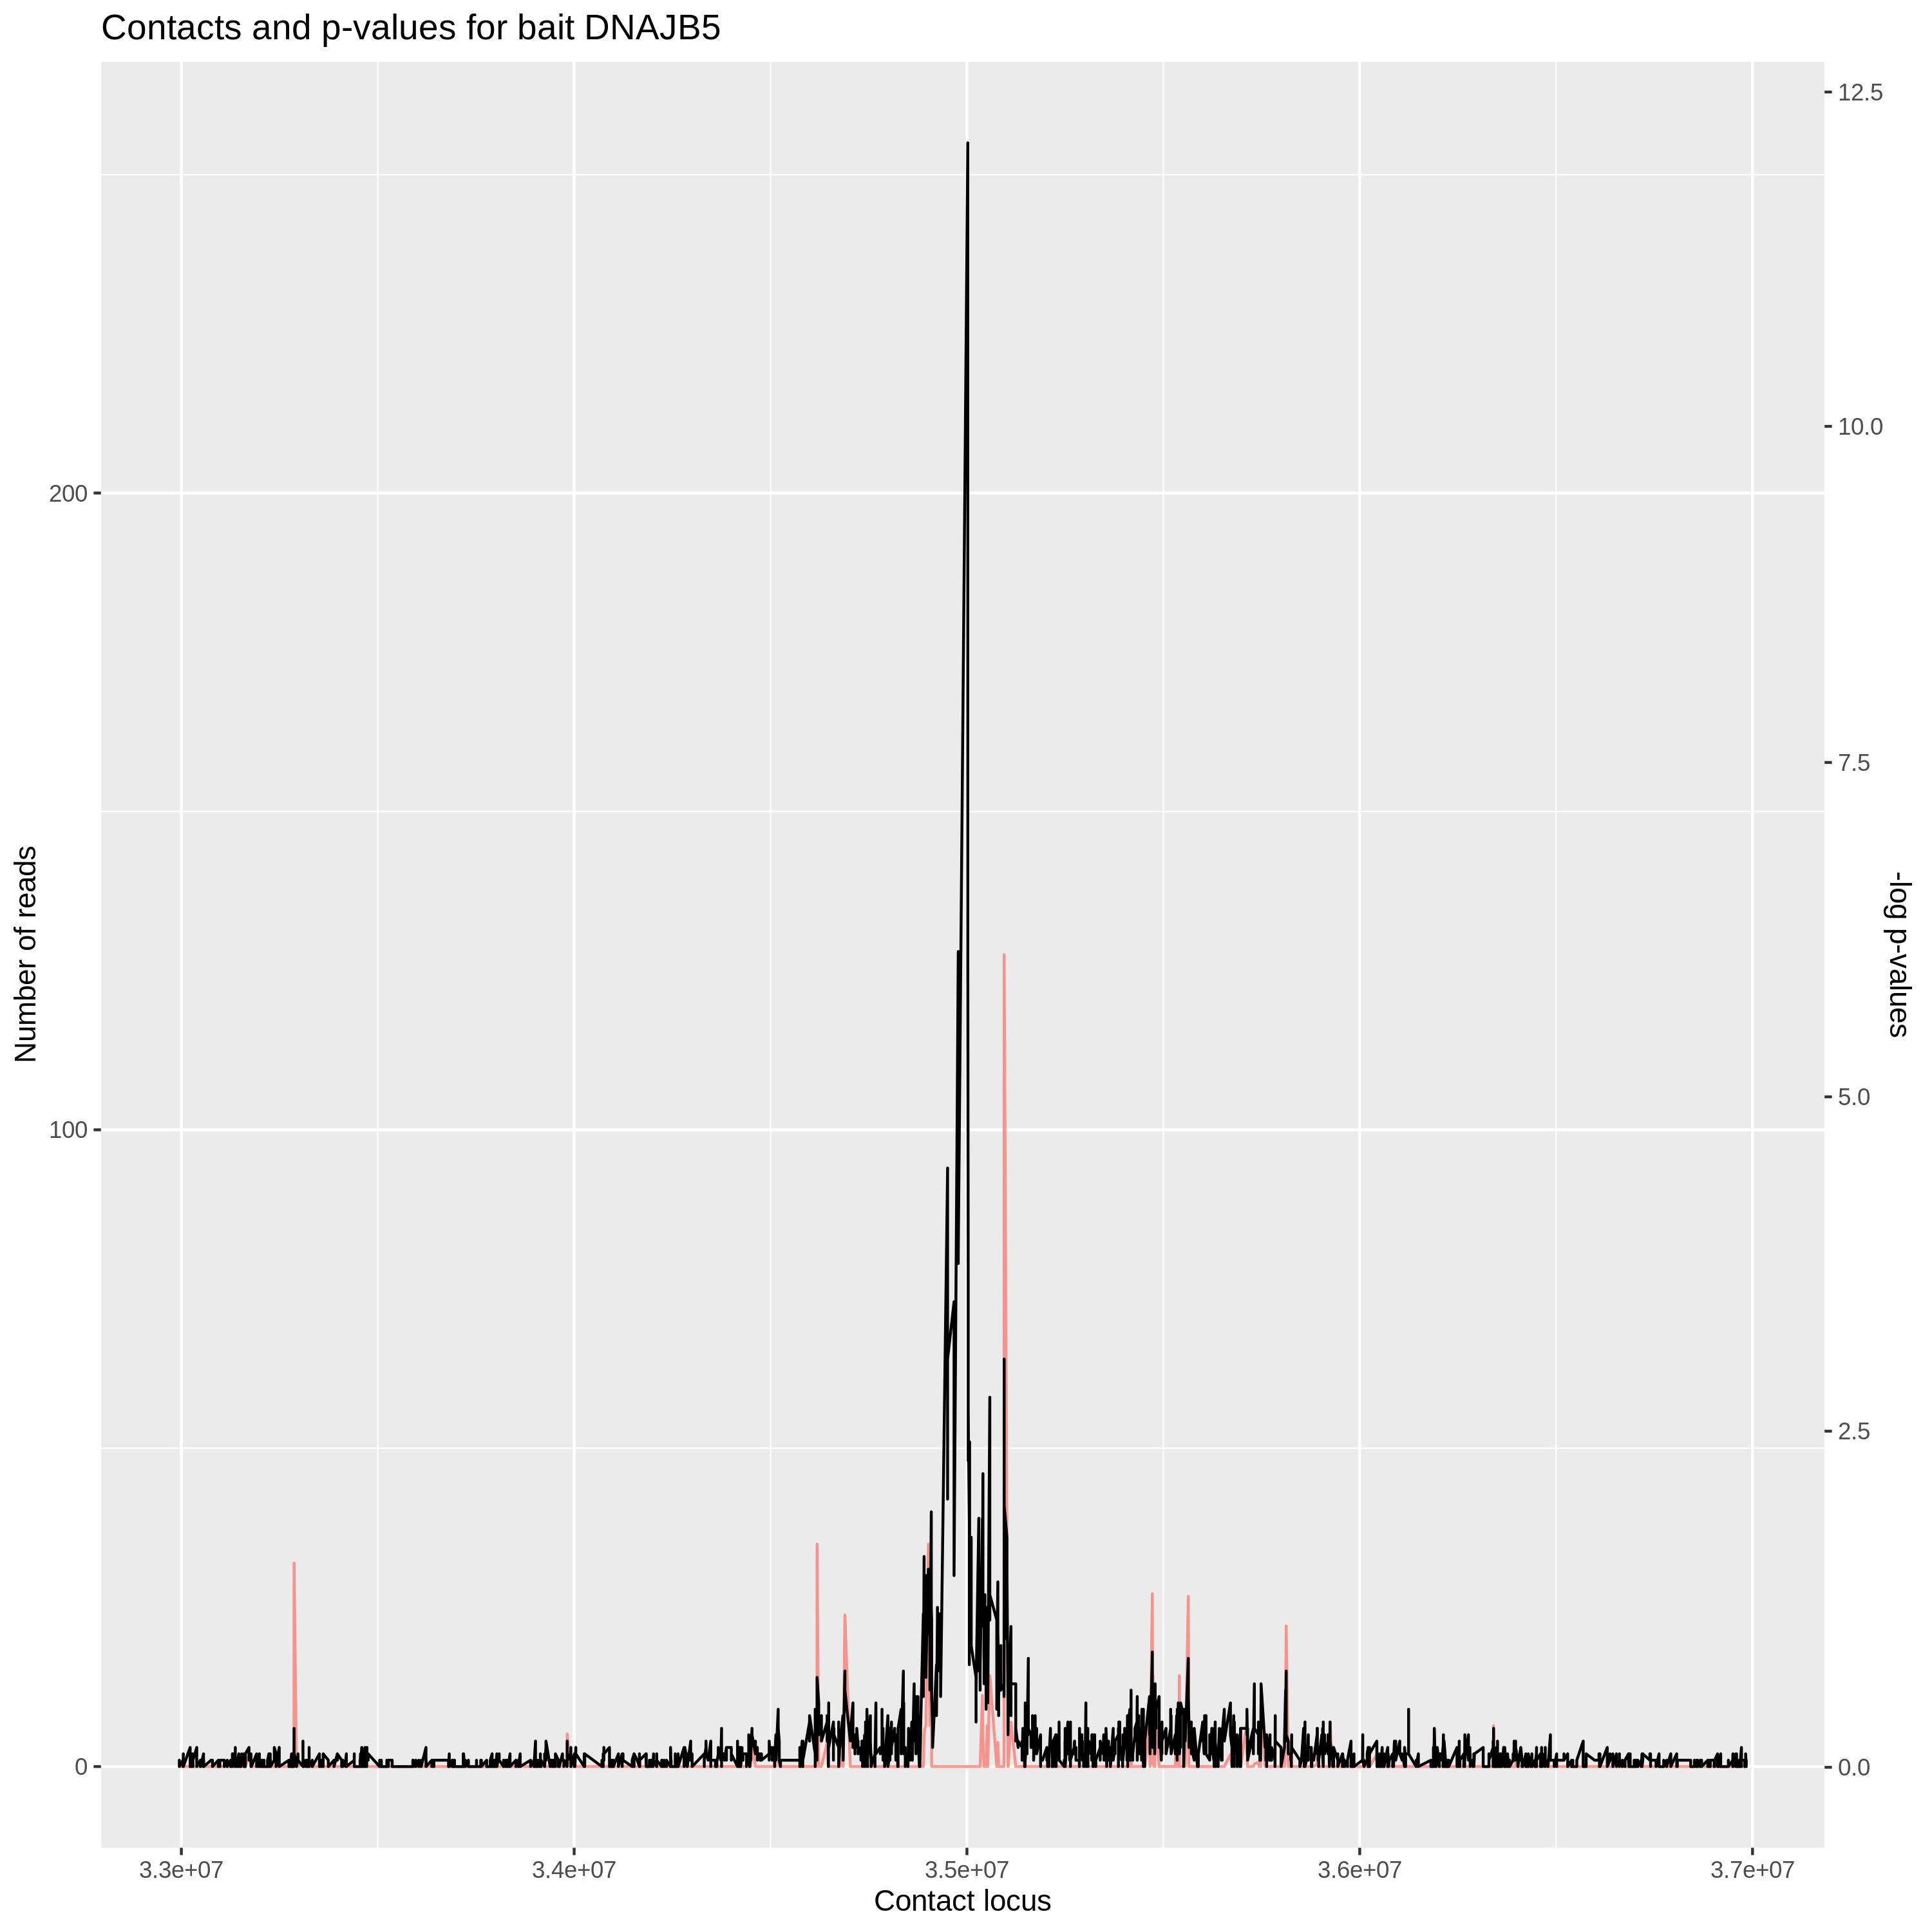 Contacts and p-values for bait DNAJB5
12.5
10.0
200
7.5
Number of reads
-log p-values
100
5.0
2.5
0
0.0
3.3e+07
3.4e+07
3.5e+07
3.6e+07
3.7e+07
Contact locus